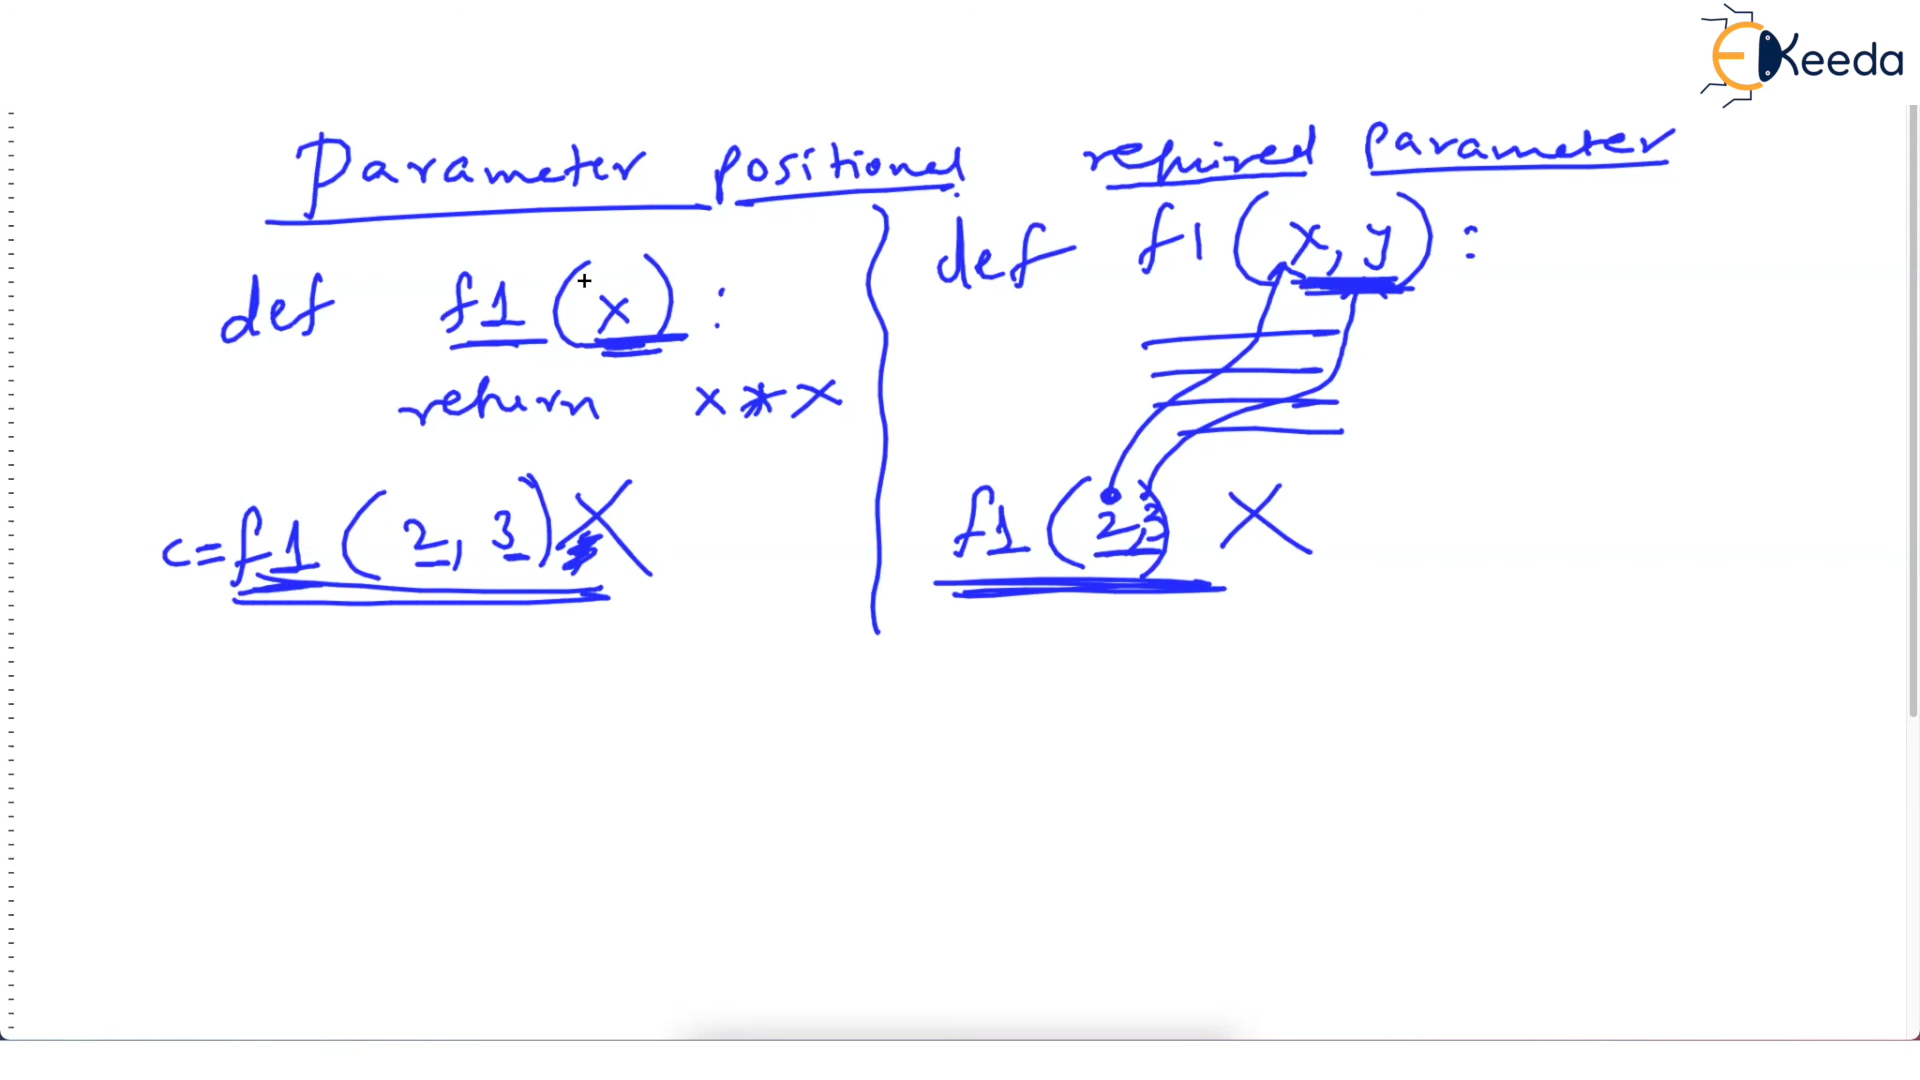 EKeeda
Parameter positional required parameter
def f1(x):
return x*x
c=f1(2,3) X
def f1(x,y):
f1(2,3) X